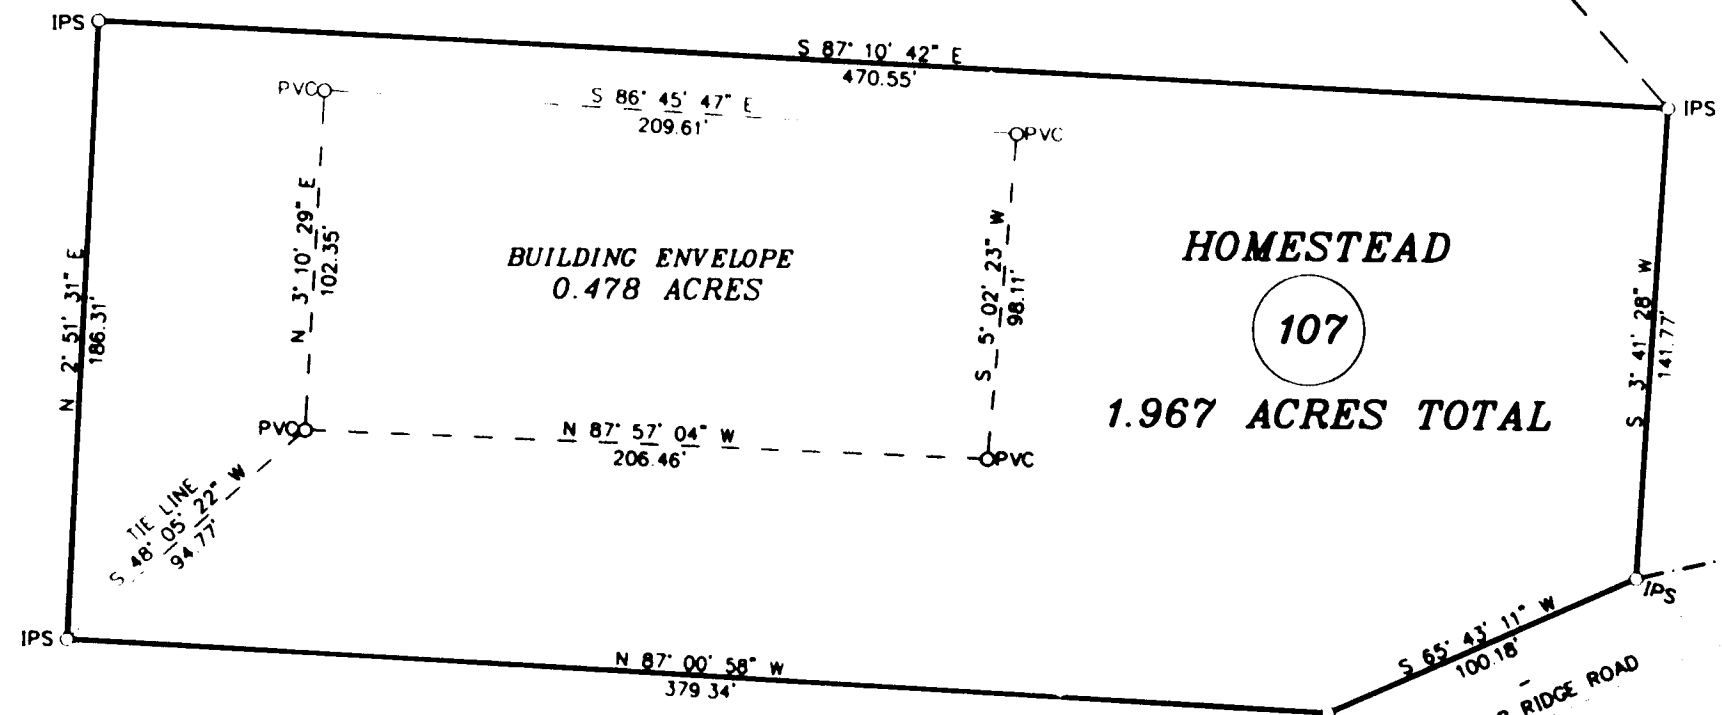 IPS
S 87° 10' 42" E
470.55'
IPS
PVC
S 86° 45' 47" E
209.61'
PVC
N 3° 10' 29" E
102.35'
BUILDING ENVELOPE
0.478 ACRES
S 5° 02' 23" W
98.11'
HOMESTEAD
107
1.967 ACRES TOTAL
N 2° 51' 31" E
186.31'
S 3° 41' 28" W
141.77'
PVC
N 87° 57' 04" W
206.46'
PVC
TIE LINE
S 48° 05' 22" W
94.77'
IPS
IPS
N 87° 00' 58" W
379.34'
S 65° 43' 11" W
100.18'
RIDGE ROAD